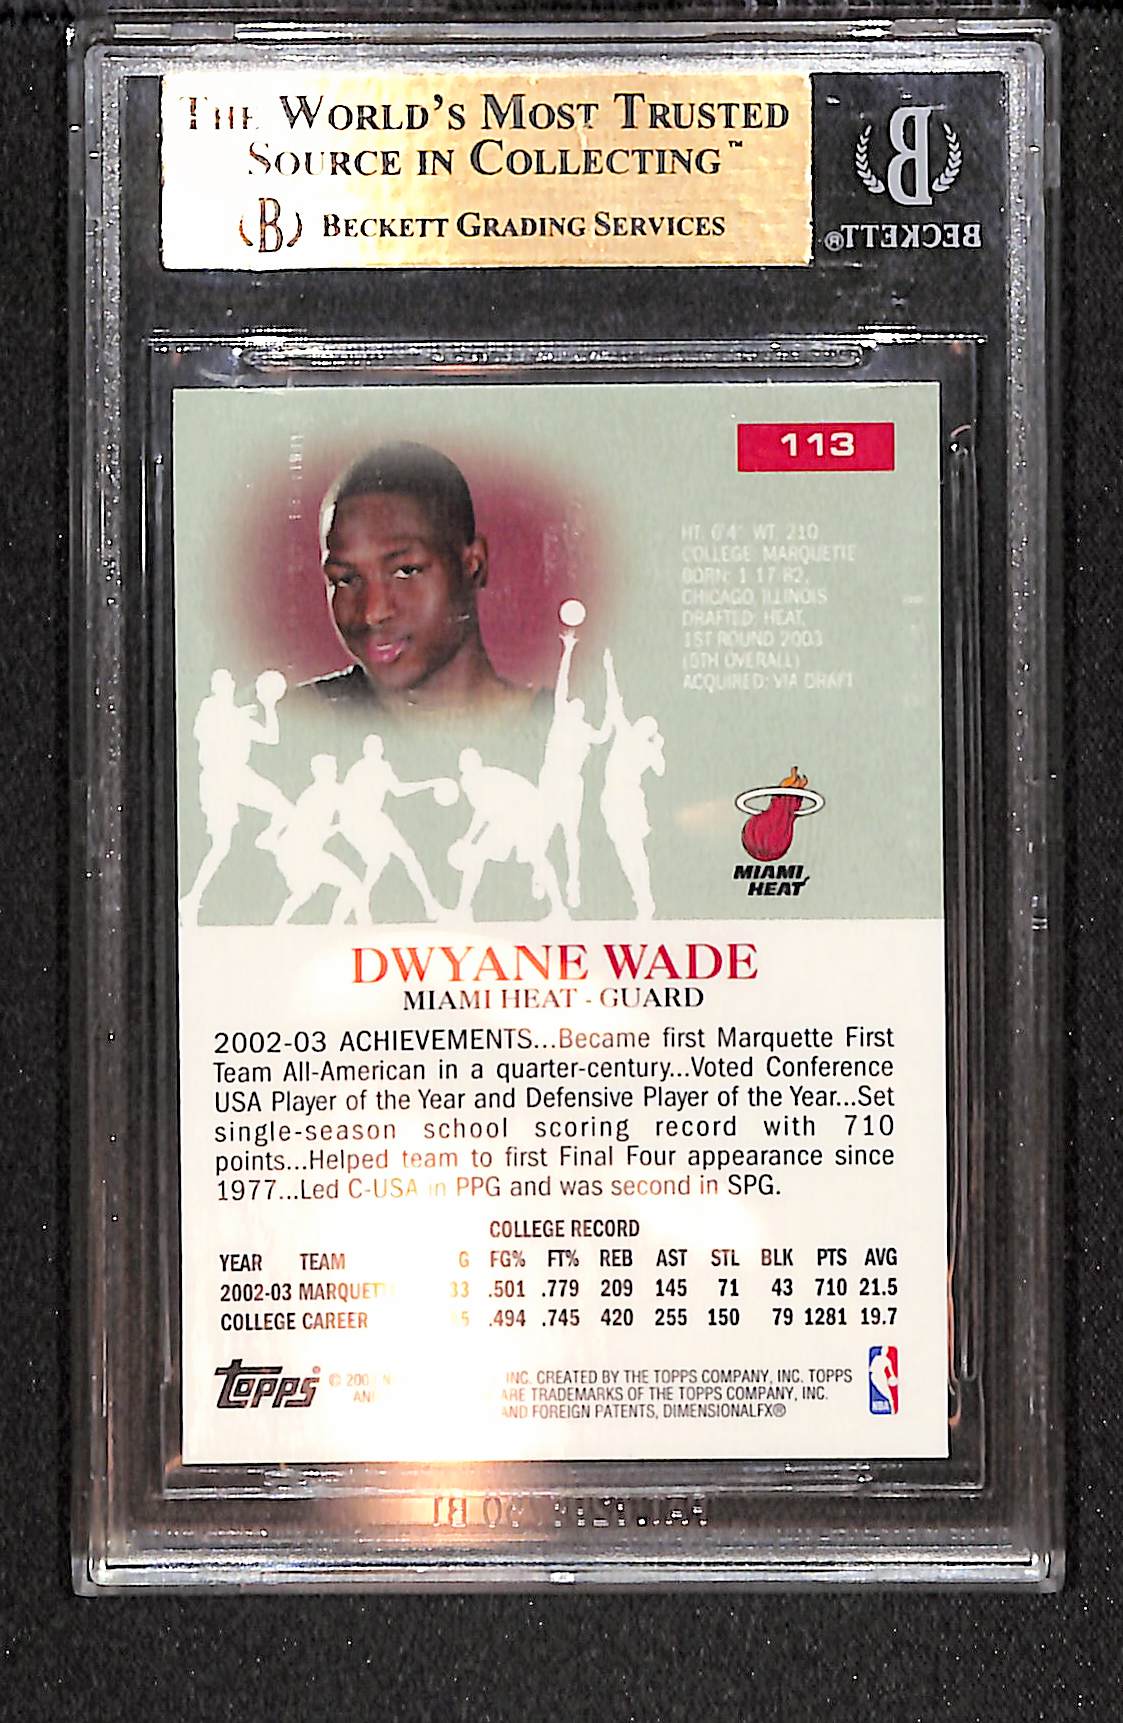 THE WORLD'S MOST TRUSTED
SOURCE IN COLLECTING™
B BECKETT GRADING SERVICES
B
BECKETT®
113
HT: 6'4" WT: 210
COLLEGE: MARQUETTE
BORN: 1 17 82,
CHICAGO, ILLINOIS
DRAFTED: HEAT,
1ST ROUND 2003
(5TH OVERALL)
ACQUIRED: VIA DRAFT
MIAMI
HEAT
DWYANE WADE
MIAMI HEAT - GUARD
2002-03 ACHIEVEMENTS...Became first Marquette First
Team All-American in a quarter-century...Voted Conference
USA Player of the Year and Defensive Player of the Year...Set
single-season school scoring record with 710
points...Helped team to first Final Four appearance since
1977...Led C-USA in PPG and was second in SPG.
COLLEGE RECORD
YEAR TEAM G FG% FT% REB AST STL BLK PTS AVG
2002-03 MARQUET 33 .501 .779 209 145 71 43 710 21.5
COLLEGE CAREER 5 .494 .745 420 255 150 79 1281 19.7
Topps © 200 INC. CREATED BY THE TOPPS COMPANY, INC. TOPPS
ARE TRADEMARKS OF THE TOPPS COMPANY, INC.
AND FOREIGN PATENTS, DIMENSIONALFX®
NBA